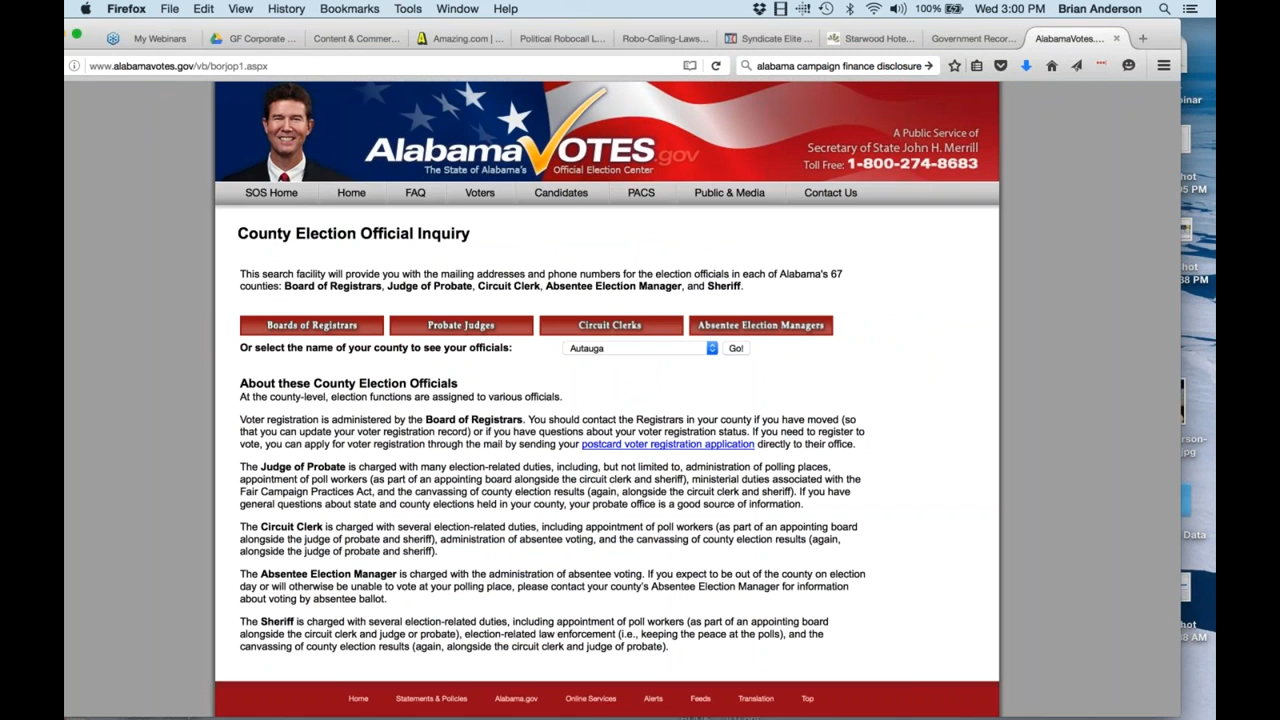 Firefox File Edit View History Bookmarks Tools Window Help 100% Wed 3:00 PM Brian Anderson
My Webinars GF Corporate ... Content & Commer... Amazing.com | ... Political Robocall L... Robo-Calling-Laws... Syndicate Elite ... Starwood Hote... Government Recor... AlabamaVotes....
www.alabamavotes.gov/vb/borjop1.aspx alabama campaign finance disclosure
AlabamaVOTES.gov
The State of Alabama's Official Election Center
A Public Service of
Secretary of State John H. Merrill
Toll Free: 1-800-274-8683
SOS Home Home FAQ Voters Candidates PACS Public & Media Contact Us
County Election Official Inquiry
This search facility will provide you with the mailing addresses and phone numbers for the election officials in each of Alabama's 67
counties: Board of Registrars, Judge of Probate, Circuit Clerk, Absentee Election Manager, and Sheriff.
Boards of Registrars Probate Judges Circuit Clerks Absentee Election Managers
Or select the name of your county to see your officials: Autauga Go!
About these County Election Officials
At the county-level, election functions are assigned to various officials.
Voter registration is administered by the Board of Registrars. You should contact the Registrars in your county if you have moved (so
that you can update your voter registration record) or if you have questions about your voter registration status. If you need to register to
vote, you can apply for voter registration through the mail by sending your postcard voter registration application directly to their office.
The Judge of Probate is charged with many election-related duties, including, but not limited to, administration of polling places,
appointment of poll workers (as part of an appointing board alongside the circuit clerk and sheriff), ministerial duties associated with the
Fair Campaign Practices Act, and the canvassing of county election results (again, alongside the circuit clerk and sheriff). If you have
general questions about state and county elections held in your county, your probate office is a good source of information.
The Circuit Clerk is charged with several election-related duties, including appointment of poll workers (as part of an appointing board
alongside the judge of probate and sheriff), administration of absentee voting, and the canvassing of county election results (again,
alongside the judge of probate and sheriff).
The Absentee Election Manager is charged with the administration of absentee voting. If you expect to be out of the county on election
day or will otherwise be unable to vote at your polling place, please contact your county's Absentee Election Manager for information
about voting by absentee ballot.
The Sheriff is charged with several election-related duties, including appointment of poll workers (as part of an appointing board
alongside the circuit clerk and judge or probate), election-related law enforcement (i.e., keeping the peace at the polls), and the
canvassing of county election results (again, alongside the circuit clerk and judge of probate).
Home Statements & Policies Alabama.gov Online Services Alerts Feeds Translation Top
inar
hot
05 PM
hot
38 PM
erson-
jpg
Data
hot
38 AM